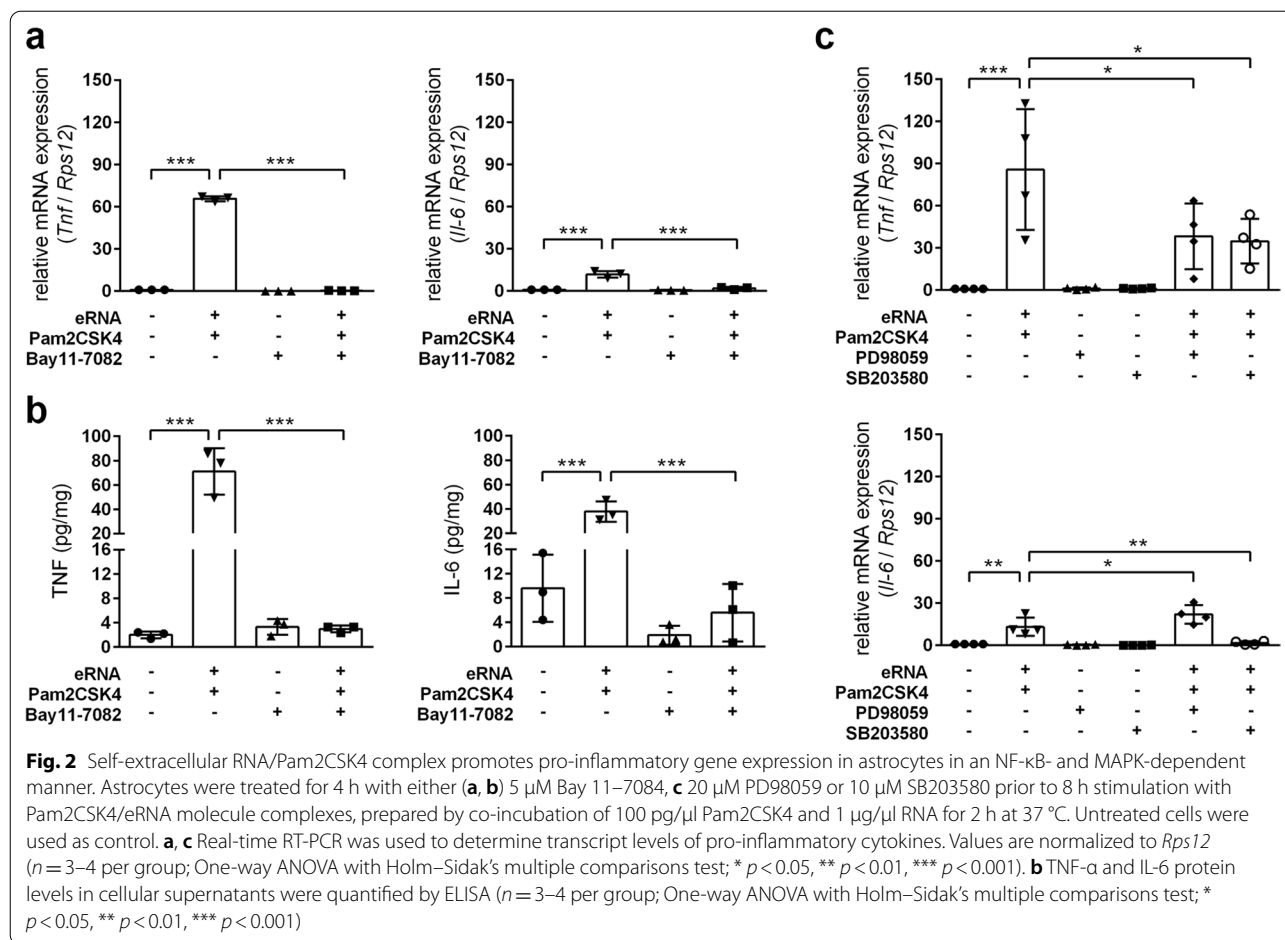 a
relative mRNA expression
(Tnf / Rps12)
150
120
90
60
30
0
***
***
eRNA - + - +
Pam2CSK4 - + - +
Bay11-7082 - - + +
relative mRNA expression
(Il-6 / Rps12)
150
120
90
60
30
0
***
***
eRNA - + - +
Pam2CSK4 - + - +
Bay11-7082 - - + +
b
TNF (pg/mg)
100
80
60
40
20
16
12
8
4
0
***
***
eRNA - + - +
Pam2CSK4 - + - +
Bay11-7082 - - + +
IL-6 (pg/mg)
100
80
60
40
20
16
12
8
4
0
***
***
eRNA - + - +
Pam2CSK4 - + - +
Bay11-7082 - - + +
c
relative mRNA expression
(Tnf / Rps12)
150
120
90
60
30
0
*
***
*
eRNA - + - - + +
Pam2CSK4 - + - - + +
PD98059 - - + - + -
SB203580 - - - + - +
relative mRNA expression
(Il-6 / Rps12)
150
120
90
60
30
0
**
**
*
eRNA - + - - + +
Pam2CSK4 - + - - + +
PD98059 - - + - + -
SB203580 - - - + - +
Fig. 2 Self-extracellular RNA/Pam2CSK4 complex promotes pro-inflammatory gene expression in astrocytes in an NF-κB- and MAPK-dependent
manner. Astrocytes were treated for 4 h with either (a, b) 5 µM Bay 11–7084, c 20 µM PD98059 or 10 µM SB203580 prior to 8 h stimulation with
Pam2CSK4/eRNA molecule complexes, prepared by co-incubation of 100 pg/µl Pam2CSK4 and 1 µg/µl RNA for 2 h at 37 °C. Untreated cells were
used as control. a, c Real-time RT-PCR was used to determine transcript levels of pro-inflammatory cytokines. Values are normalized to Rps12
(n = 3–4 per group; One-way ANOVA with Holm–Sidak's multiple comparisons test; * p < 0.05, ** p < 0.01, *** p < 0.001). b TNF-α and IL-6 protein
levels in cellular supernatants were quantified by ELISA (n = 3–4 per group; One-way ANOVA with Holm–Sidak's multiple comparisons test; *
p < 0.05, ** p < 0.01, *** p < 0.001)